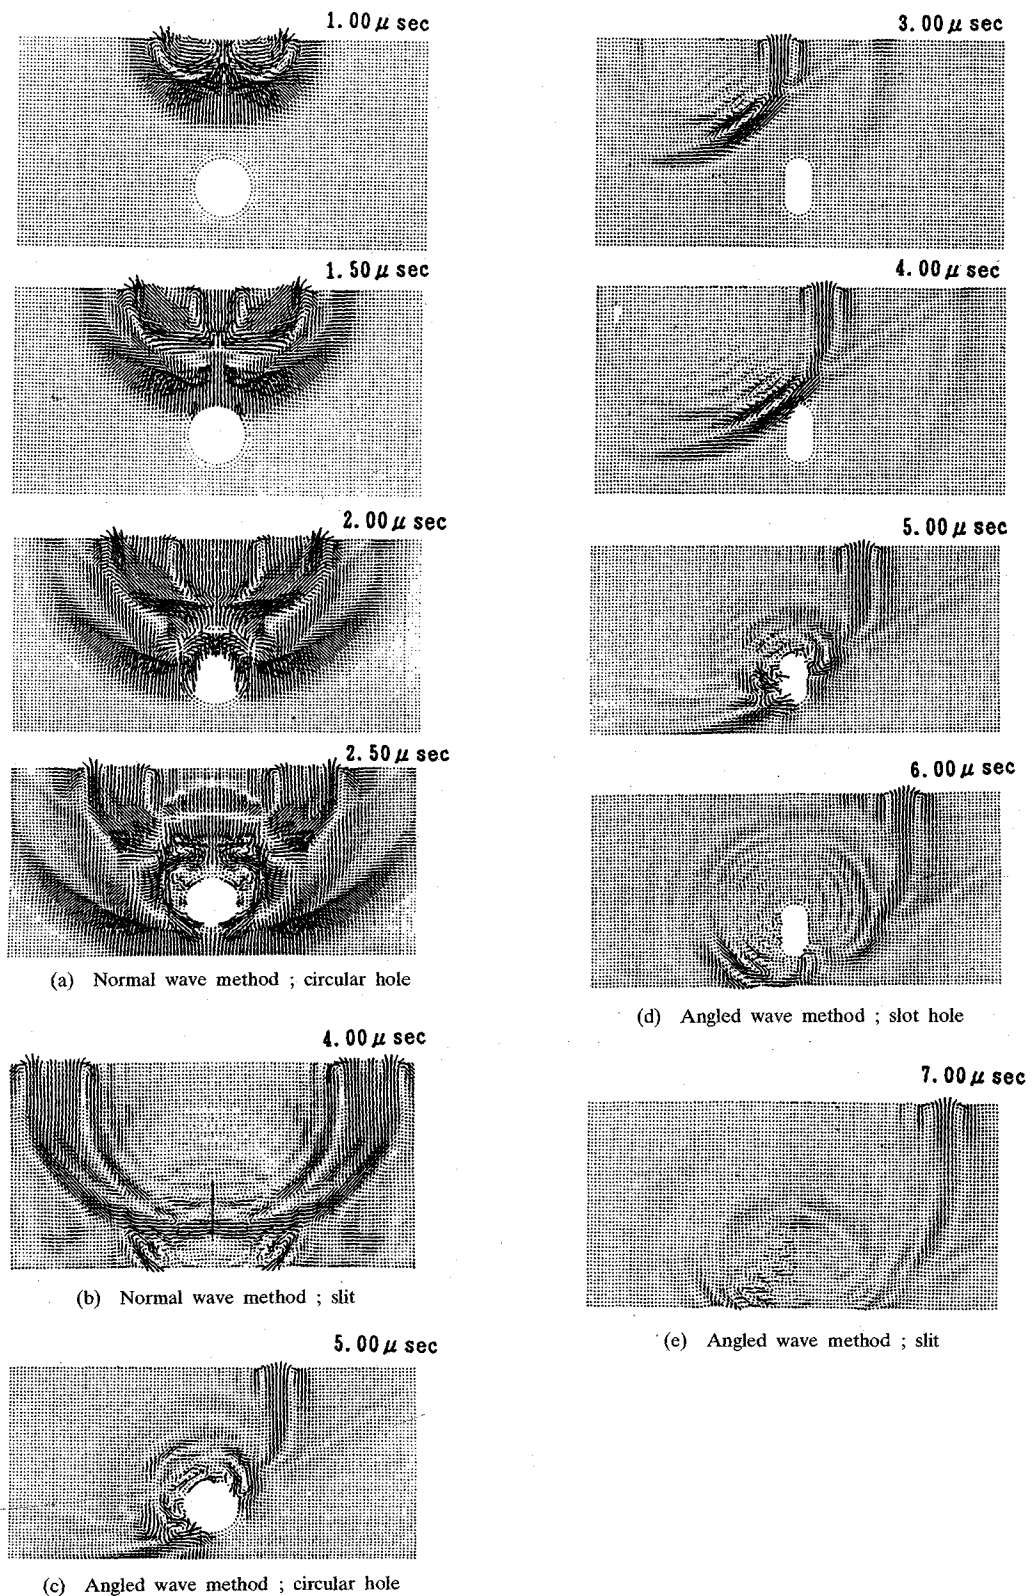 1.00 μ sec
1.50 μ sec
2.00 μ sec
2.50 μ sec
(a) Normal wave method ; circular hole
4.00 μ sec
(b) Normal wave method ; slit
5.00 μ sec
(c) Angled wave method ; circular hole
3.00 μ sec
4.00 μ sec
5.00 μ sec
6.00 μ sec
(d) Angled wave method ; slot hole
7.00 μ sec
(e) Angled wave method ; slit